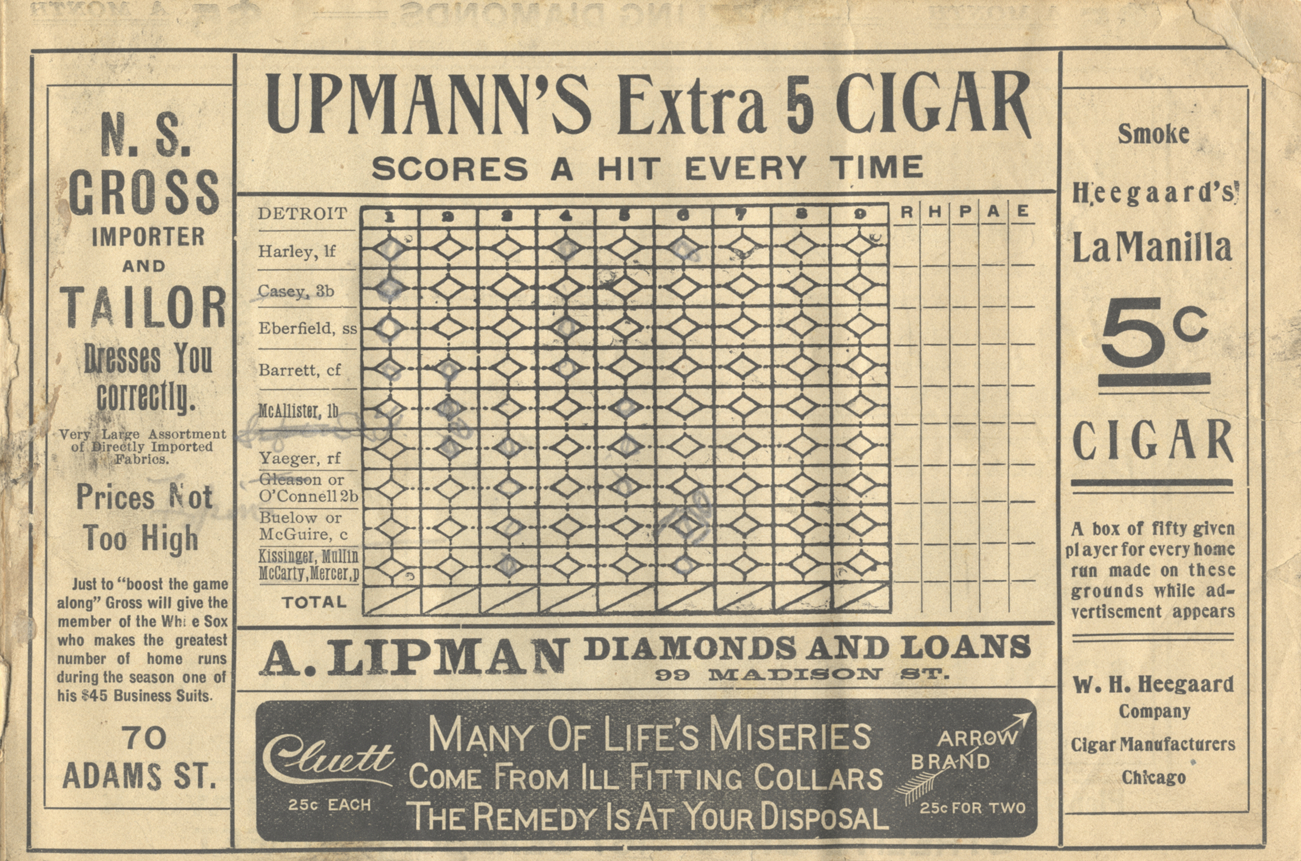 N. S.
GROSS
IMPORTER
AND
TAILOR
Dresses You
correctly.
Very Large Assortment
of Directly Imported
Fabrics.
Prices Not
Too High
Just to "boost the game
along" Gross will give the
member of the Whi e Sox
who makes the greatest
number of home runs
during the season one of
his $45 Business Suits.
70
ADAMS ST.
UPMANN'S Extra 5 CIGAR
SCORES A HIT EVERY TIME
DETROIT 1 2 3 4 5 6 7 8 9 R H P A E
Harley, lf
Casey, 3b
Eberfield, ss
Barrett, cf
McAllister, 1b
Yaeger, rf
Gleason or
O'Connell 2b
Buelow or
McGuire, c
Kissinger, Mullin
McCarty, Mercer, p
TOTAL
A. LIPMAN DIAMONDS AND LOANS
99 MADISON ST.
Cluett
25c EACH
MANY OF LIFE'S MISERIES
COME FROM ILL FITTING COLLARS
THE REMEDY IS AT YOUR DISPOSAL
ARROW
BRAND
25c FOR TWO
Smoke
Heegaard's
La Manilla
5c
CIGAR
A box of fifty given
player for every home
run made on these
grounds while ad-
vertisement appears
W. H. Heegaard
Company
Cigar Manufacturers
Chicago